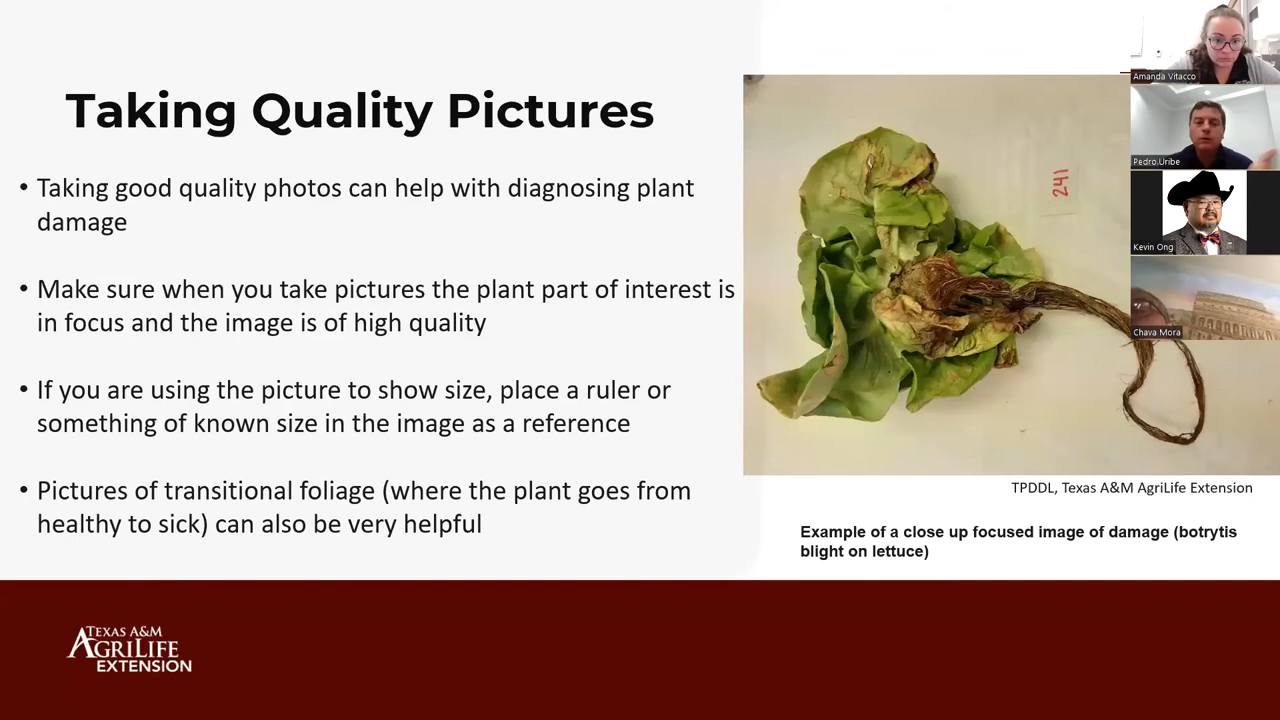 Taking Quality Pictures
• Taking good quality photos can help with diagnosing plant
damage
• Make sure when you take pictures the plant part of interest is
in focus and the image is of high quality
• If you are using the picture to show size, place a ruler or
something of known size in the image as a reference
• Pictures of transitional foliage (where the plant goes from
healthy to sick) can also be very helpful
241
TPDDL, Texas A&M AgriLife Extension
Example of a close up focused image of damage (botrytis
blight on lettuce)
Amanda Vitacco
Pedro.Uribe
Kevin Ong
Chava Mora
TEXAS A&M
AGRILIFE
EXTENSION